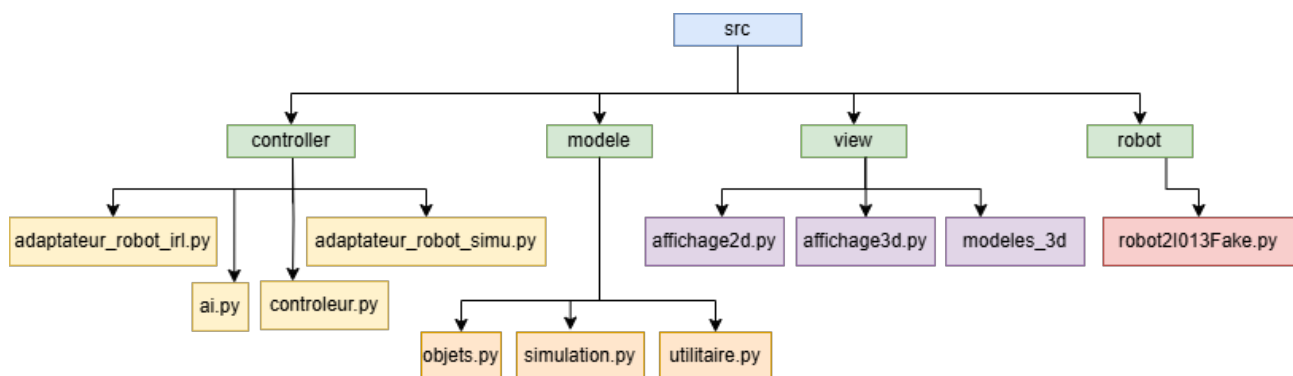 src
controller
modele
view
robot
adaptateur_robot_irl.py
adaptateur_robot_simu.py
affichage2d.py
affichage3d.py
modeles_3d
robot2I013Fake.py
ai.py
controleur.py
objets.py
simulation.py
utilitaire.py